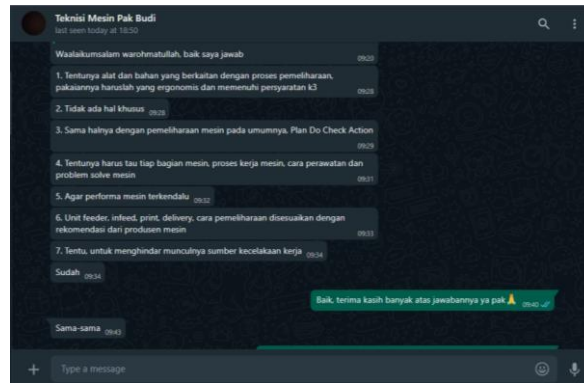 Teknisi Mesin Pak Budi
last seen today at 18:50
Waalaikumsalam warohmatullah, baik saya jawab 09:20
1. Tentunya alat dan bahan yang berkaitan dengan proses pemeliharaan,
pakaiannya haruslah yang ergonomis dan memenuhi persyaratan k3 09:28
2. Tidak ada hal khusus 09:28
3. Sama halnya dengan pemeliharaan mesin pada umumnya, Plan Do Check Action
09:29
4. Tentunya harus tau tiap bagian mesin, proses kerja mesin, cara perawatan dan
problem solve mesin 09:31
5. Agar performa mesin terkendalu 09:32
6. Unit feeder, infeed, print, delivery, cara pemeliharaan disesuaikan dengan
rekomendasi dari produsen mesin 09:33
7. Tentu, untuk menghindar munculnya sumber kecelakaan kerja 09:34
Sudah 09:34
Baik, terima kasih banyak atas jawabannya ya pak🙏 09:40
Sama-sama 09:43
Type a message